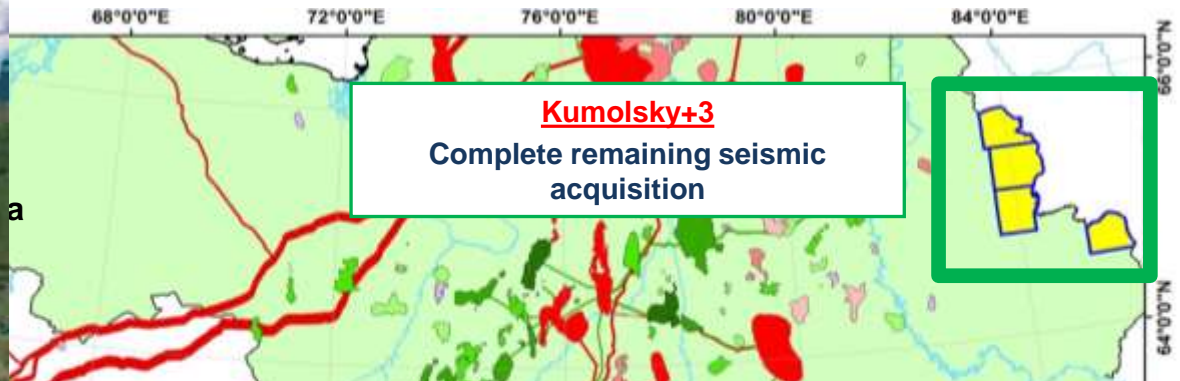 68°0'0"E 72°0'0"E 76°0'0"E 80°0'0"E 84°0'0"E
66°0'0"N
Kumolsky+3
Complete remaining seismic
acquisition
a
64°0'0"N